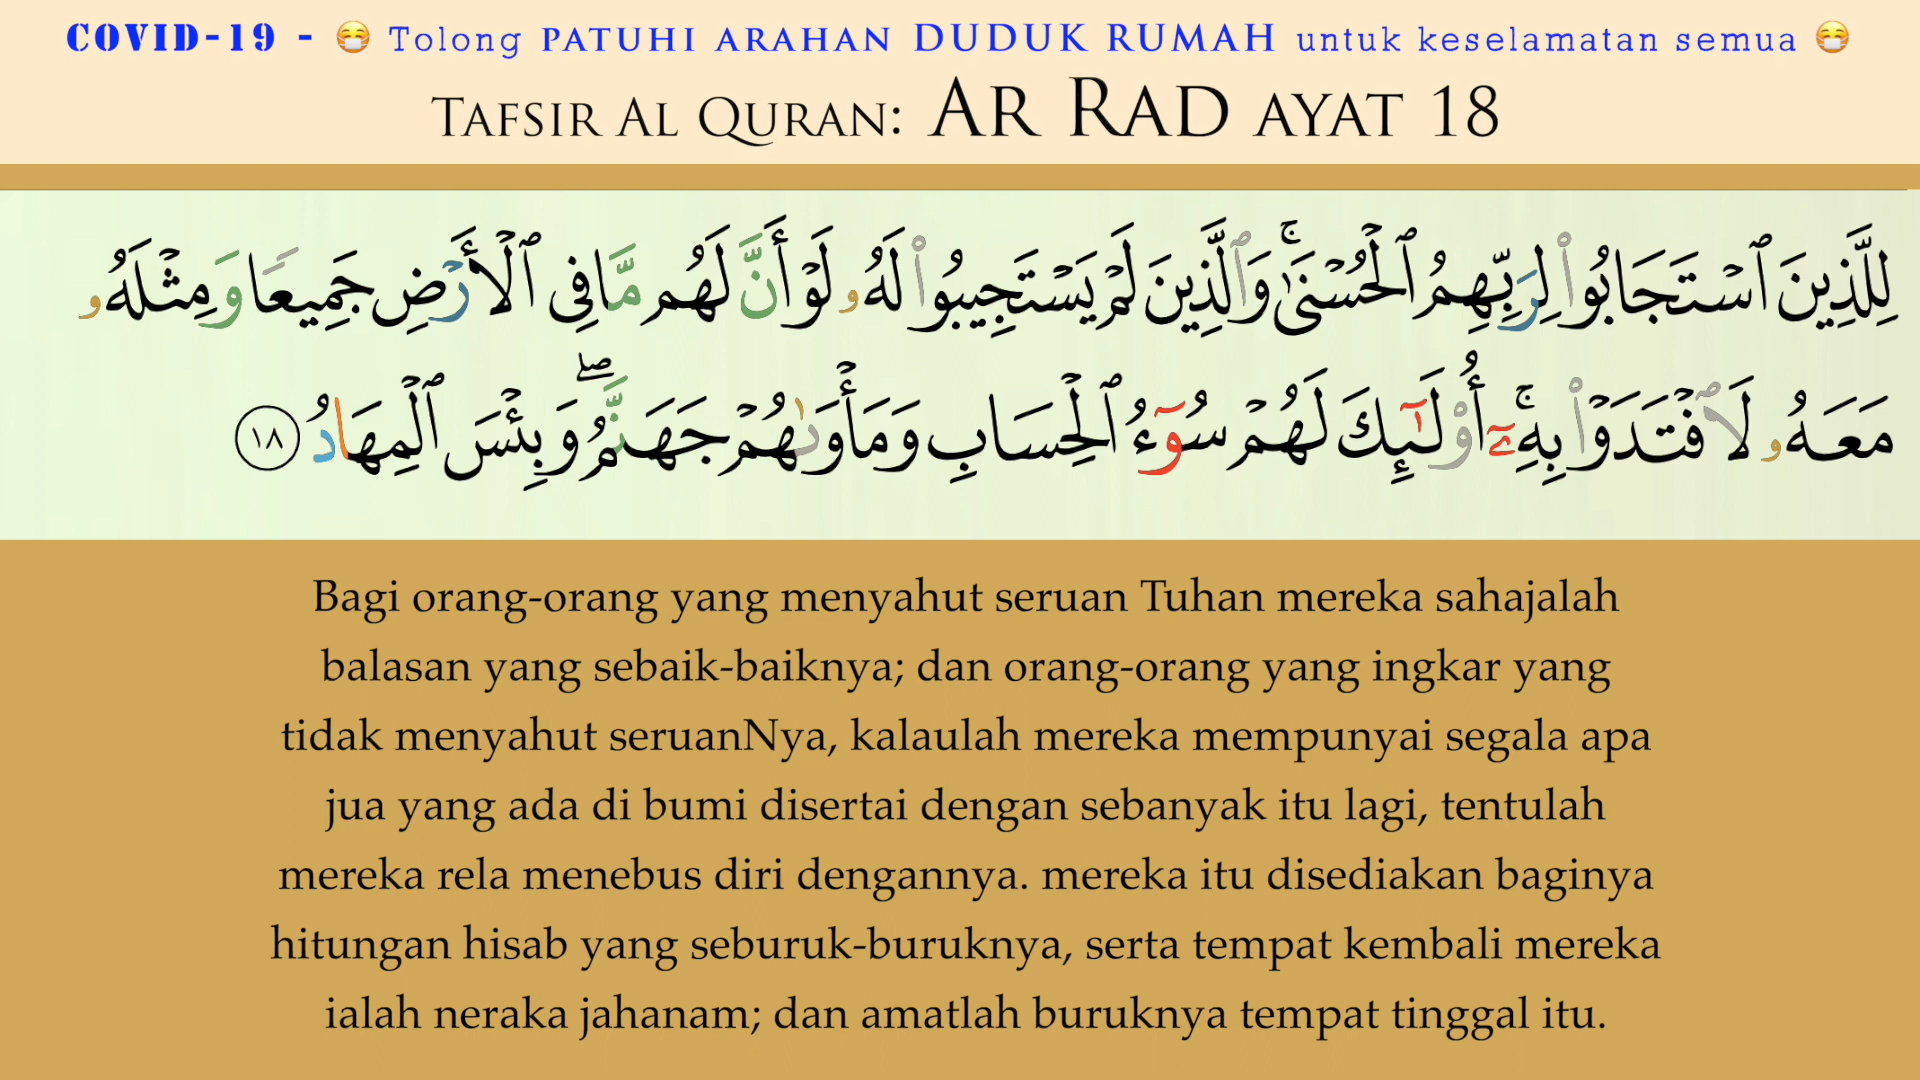 COVID-19 - 😷 Tolong PATUHI ARAHAN DUDUK RUMAH untuk keselamatan semua 😷
TAFSIR AL QURAN: AR RAD AYAT 18
لِلَّذِينَ ٱسْتَجَابُوا۟ لِرَبِّهِمُ ٱلْحُسْنَىٰ ۚ وَٱلَّذِينَ لَمْ يَسْتَجِيبُوا۟ لَهُۥ لَوْ أَنَّ لَهُم مَّا فِى ٱلْأَرْضِ جَمِيعًا وَمِثْلَهُۥ
مَعَهُۥ لَٱفْتَدَوْا۟ بِهِۦٓ ۚ أُو۟لَـٰٓئِكَ لَهُمْ سُوٓءُ ٱلْحِسَابِ وَمَأْوَىٰهُمْ جَهَنَّمُ ۖ وَبِئْسَ ٱلْمِهَادُ ١٨
Bagi orang-orang yang menyahut seruan Tuhan mereka sahajalah
balasan yang sebaik-baiknya; dan orang-orang yang ingkar yang
tidak menyahut seruanNya, kalaulah mereka mempunyai segala apa
jua yang ada di bumi disertai dengan sebanyak itu lagi, tentulah
mereka rela menebus diri dengannya. mereka itu disediakan baginya
hitungan hisab yang seburuk-buruknya, serta tempat kembali mereka
ialah neraka jahanam; dan amatlah buruknya tempat tinggal itu.